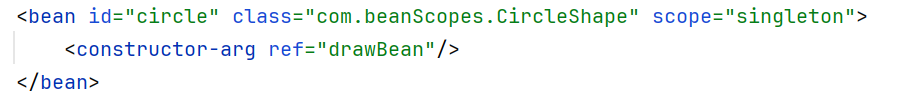 <bean id="circle" class="com.beanScopes.CircleShape" scope="singleton">
    <constructor-arg ref="drawBean"/>
</bean>